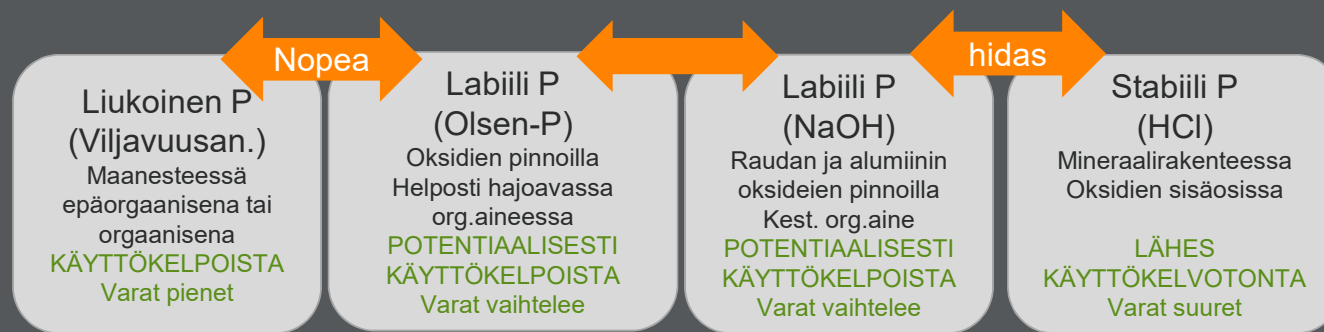 Nopea
hidas
Liukoinen P
(Viljavuusan.)
Maanesteessä
epäorgaanisena tai
orgaanisena
KÄYTTÖKELPOISTA
Varat pienet
Labiili P
(Olsen-P)
Oksidien pinnoilla
Helposti hajoavassa
org.aineessa
POTENTIAALISESTI
KÄYTTÖKELPOISTA
Varat vaihtelee
Labiili P
(NaOH)
Raudan ja alumiinin
oksideien pinnoilla
Kest. org.aine
POTENTIAALISESTI
KÄYTTÖKELPOISTA
Varat vaihtelee
Stabiili P
(HCl)
Mineraalirakenteessa
Oksidien sisäosissa
LÄHES
KÄYTTÖKELVOTONTA
Varat suuret